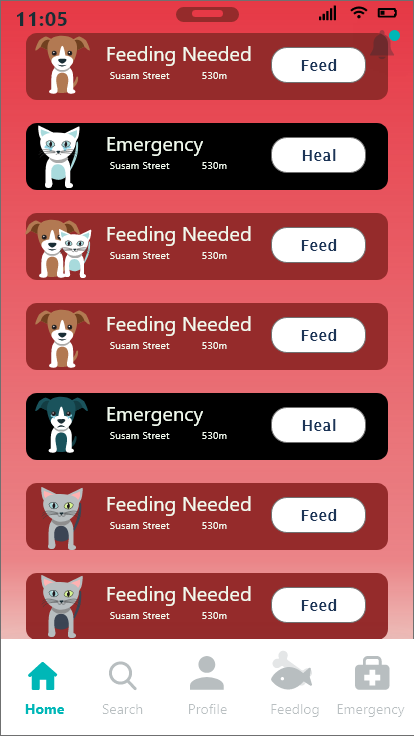 11:05
Feeding Needed
Susam Street 530m
Feed
Emergency
Susam Street 530m
Heal
Feeding Needed
Susam Street 530m
Feed
Feeding Needed
Susam Street 530m
Feed
Emergency
Susam Street 530m
Heal
Feeding Needed
Susam Street 530m
Feed
Feeding Needed
Susam Street 530m
Feed
Home Search Profile Feedlog Emergency